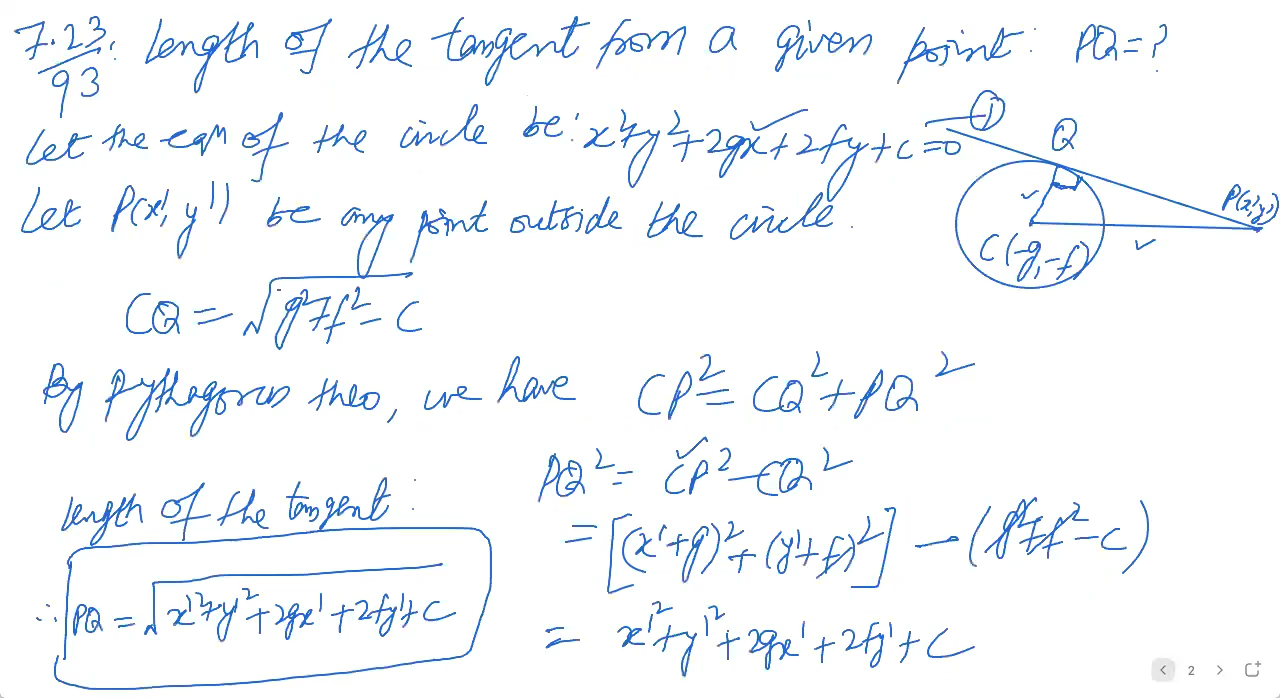 7.23/93: Length of the tangent from a given point: PQ = ?
Let the eqn of the circle be: x²+y²+2gx+2fy+c=0 — ①
Let P(x', y') be any point outside the circle.
Q
P(x',y')
C(-g,-f)
CQ = √(g²+f²-c)
By Pythagoras theo, we have CP² = CQ²+PQ²
PQ² = CP²-CQ²
= [(x'+g)²+(y'+f)²] - (g²+f²-c)
= x'²+y'²+2gx'+2fy'+c
Length of the tangent:
∴ PQ = √(x'²+y'²+2gx'+2fy'+c)
< 2 >